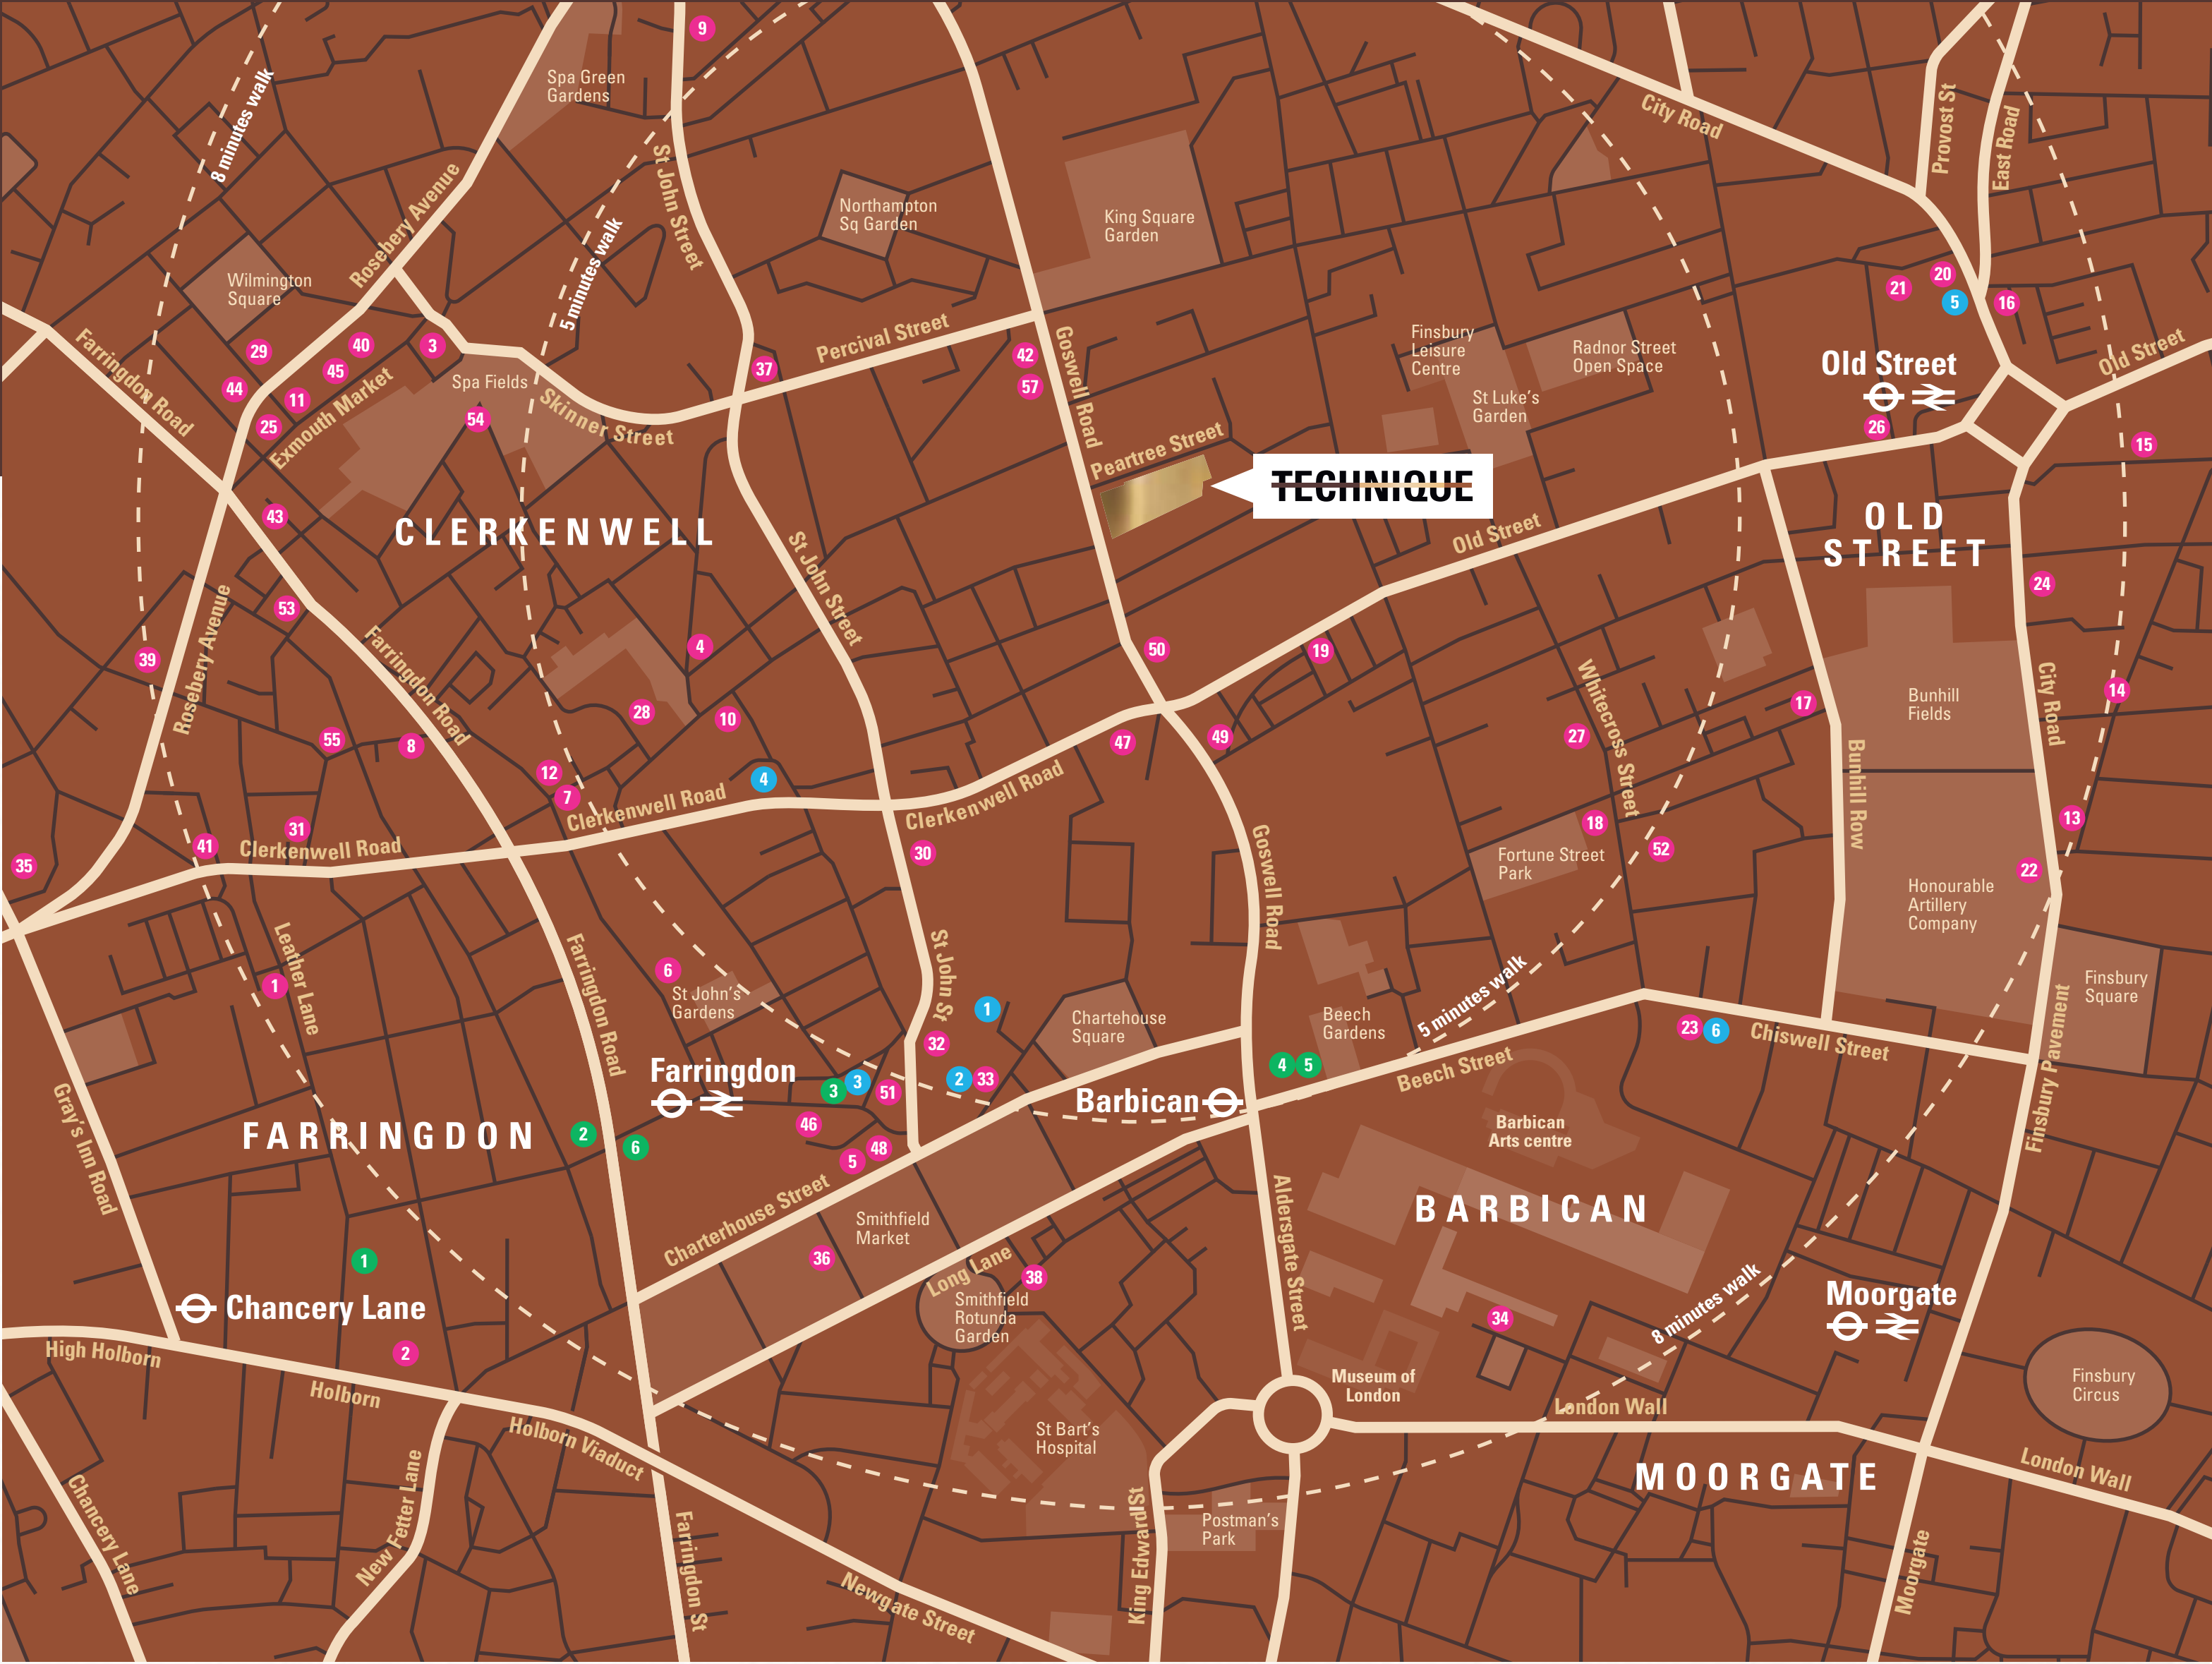 9
Spa Green
Gardens
8 minutes walk
City Road
Provost St
East Road
St John Street
Rosebery Avenue
Northampton
Sq Garden
King Square
Garden
5 minutes walk
Wilmington
Square
20
21
5
16
Farringdon Road
29
40
3
45
44
11
25
Exmouth Market
Spa Fields
54
Skinner Street
37
Percival Street
42
57
Goswell Road
Finsbury
Leisure
Centre
Radnor Street
Open Space
St Luke's
Garden
Old Street
26
Old Street
15
Peartree Street
TECHNIQUE
43
CLERKENWELL
Old Street
OLD
STREET
St John Street
53
24
Rosebery Avenue
Farringdon Road
39
4
50
19
Whitecross Street
28
10
47
49
27
17
Bunhill
Fields
City Road
14
55
8
12
7
4
Clerkenwell Road
Clerkenwell Road
Bunhill Row
31
41
Clerkenwell Road
35
30
Goswell Road
18
52
Fortune Street
Park
13
22
Honourable
Artillery
Company
Leather Lane
1
Farringdon Road
6
St John's
Gardens
St John St
1
32
Chartehouse
Square
Beech
Gardens
5 minutes walk
23
6
Chiswell Street
Finsbury
Square
Finsbury Pavement
Gray's Inn Road
Farringdon
3
3
51
2
33
Barbican
4
5
Beech Street
Barbican
Arts centre
FARRINGDON
2
6
46
48
5
Charterhouse Street
Smithfield
Market
36
Long Lane
38
Smithfield
Rotunda
Garden
Aldersgate Street
BARBICAN
34
8 minutes walk
Moorgate
1
Chancery Lane
High Holborn
2
Holborn
Holborn Viaduct
Museum of
London
London Wall
Finsbury
Circus
St Bart's
Hospital
MOORGATE
London Wall
Chancery Lane
New Fetter Lane
Farringdon St
Newgate Street
King Edward St
Postman's
Park
Moorgate